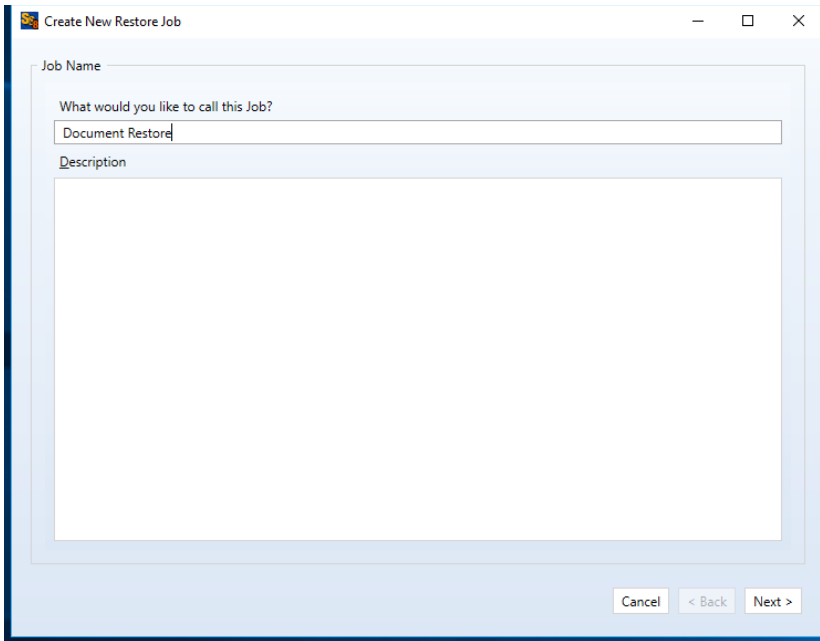 Create New Restore Job
Job Name
What would you like to call this Job?
Document Restore
Description
Cancel < Back Next >